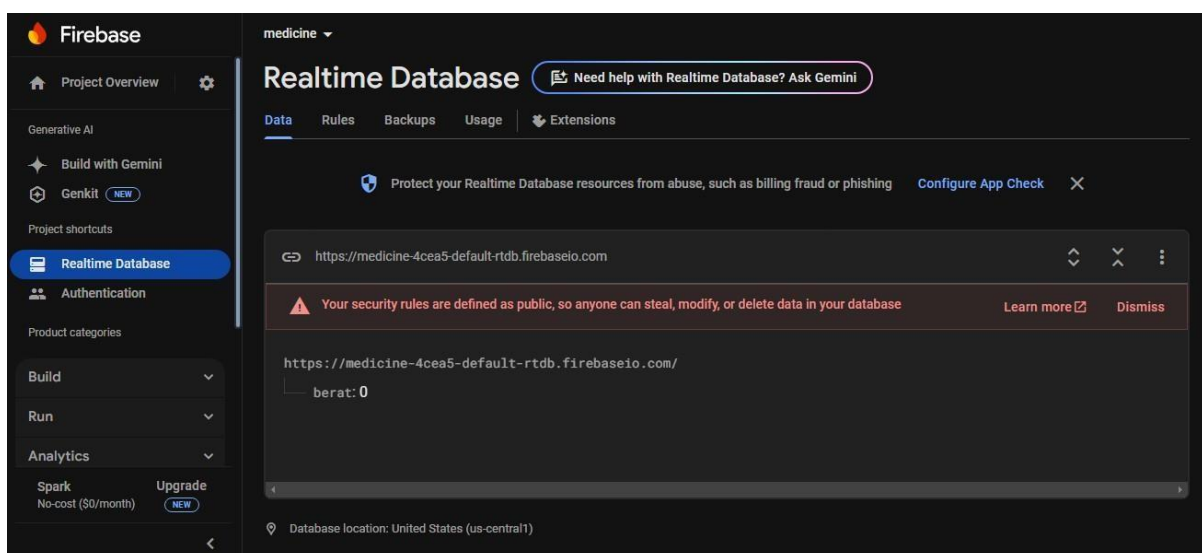 Firebase
Project Overview
Generative AI
Build with Gemini
Genkit NEW
Project shortcuts
Realtime Database
Authentication
Product categories
Build
Run
Analytics
Spark
No-cost ($0/month)
Upgrade
NEW
medicine
Realtime Database
Need help with Realtime Database? Ask Gemini
Data Rules Backups Usage Extensions
Protect your Realtime Database resources from abuse, such as billing fraud or phishing Configure App Check
https://medicine-4cea5-default-rtdb.firebaseio.com
Your security rules are defined as public, so anyone can steal, modify, or delete data in your database Learn more Dismiss
https://medicine-4cea5-default-rtdb.firebaseio.com/
berat: 0
Database location: United States (us-central1)